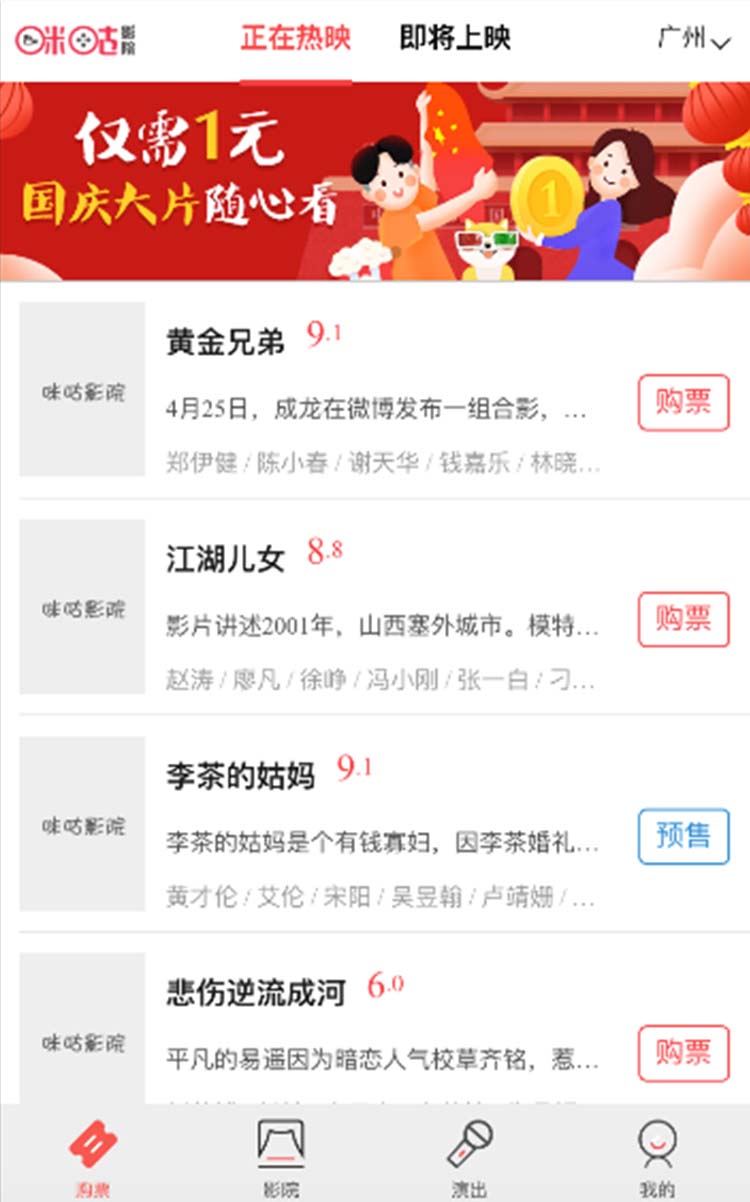 咪咕影院
正在热映
即将上映
广州
仅需1元
国庆大片随心看
咪咕影院
黄金兄弟 9.1
4月25日，成龙在微博发布一组合影，...
郑伊健 / 陈小春 / 谢天华 / 钱嘉乐 / 林晓...
购票
咪咕影院
江湖儿女 8.8
影片讲述2001年，山西塞外城市。模特...
赵涛 / 廖凡 / 徐峥 / 冯小刚 / 张一白 / 刁...
购票
咪咕影院
李茶的姑妈 9.1
李茶的姑妈是个有钱寡妇，因李茶婚礼...
黄才伦 / 艾伦 / 宋阳 / 吴昱翰 / 卢靖姗 / ...
预售
咪咕影院
悲伤逆流成河 6.0
平凡的易遥因为暗恋人气校草齐铭，惹...
购票
购票
影院
演出
我的